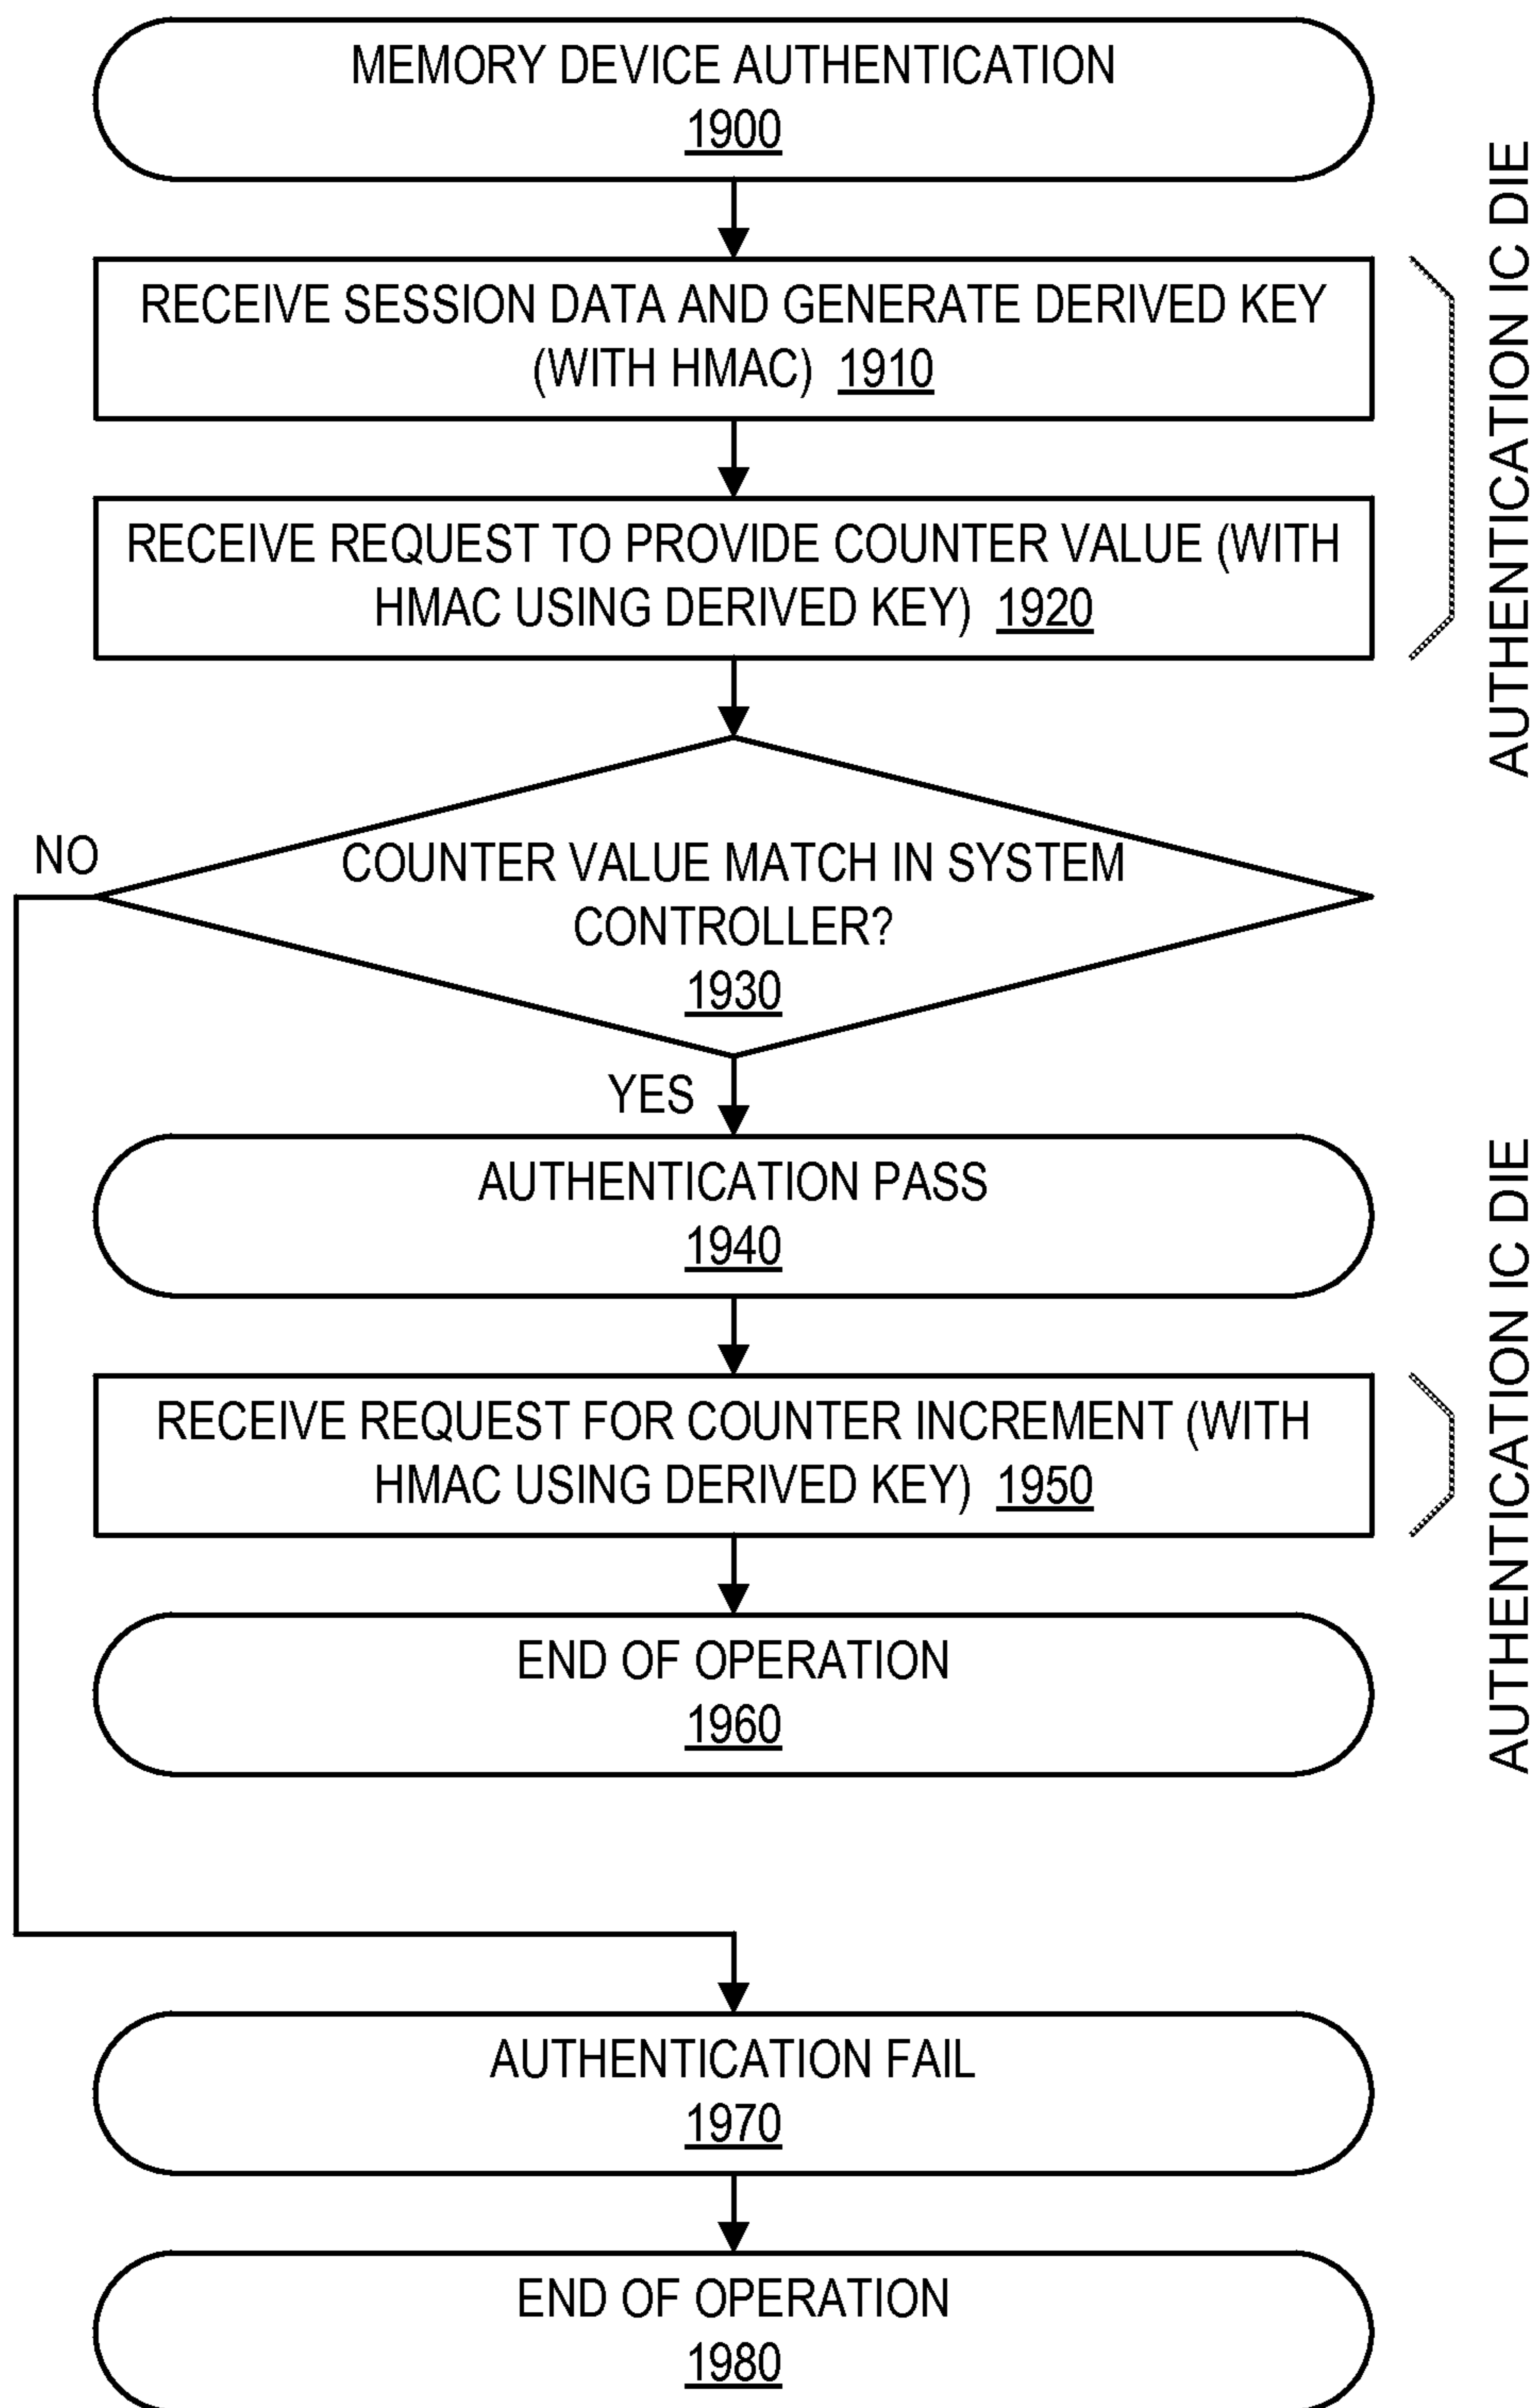 MEMORY DEVICE AUTHENTICATION
1900
RECEIVE SESSION DATA AND GENERATE DERIVED KEY
(WITH HMAC) 1910
RECEIVE REQUEST TO PROVIDE COUNTER VALUE (WITH
HMAC USING DERIVED KEY) 1920
AUTHENTICATION IC DIE
NO
COUNTER VALUE MATCH IN SYSTEM
CONTROLLER?
1930
YES
AUTHENTICATION PASS
1940
RECEIVE REQUEST FOR COUNTER INCREMENT (WITH
HMAC USING DERIVED KEY) 1950
AUTHENTICATION IC DIE
END OF OPERATION
1960
AUTHENTICATION FAIL
1970
END OF OPERATION
1980